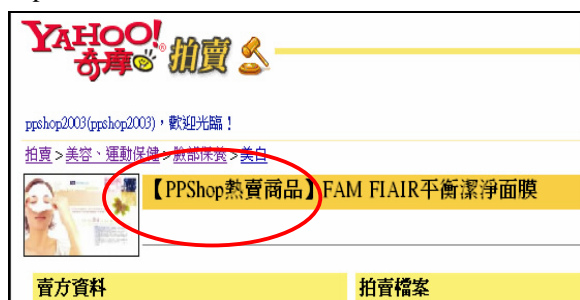 YAHOO!
奇摩 拍賣
ppshop2003(ppshop2003)，歡迎光臨！
拍賣 > 美容、運動保健 > 臉部保養 > 美白
【PPShop熱賣商品】FAM FIAIR平衡潔淨面膜
賣方資料 拍賣檔案